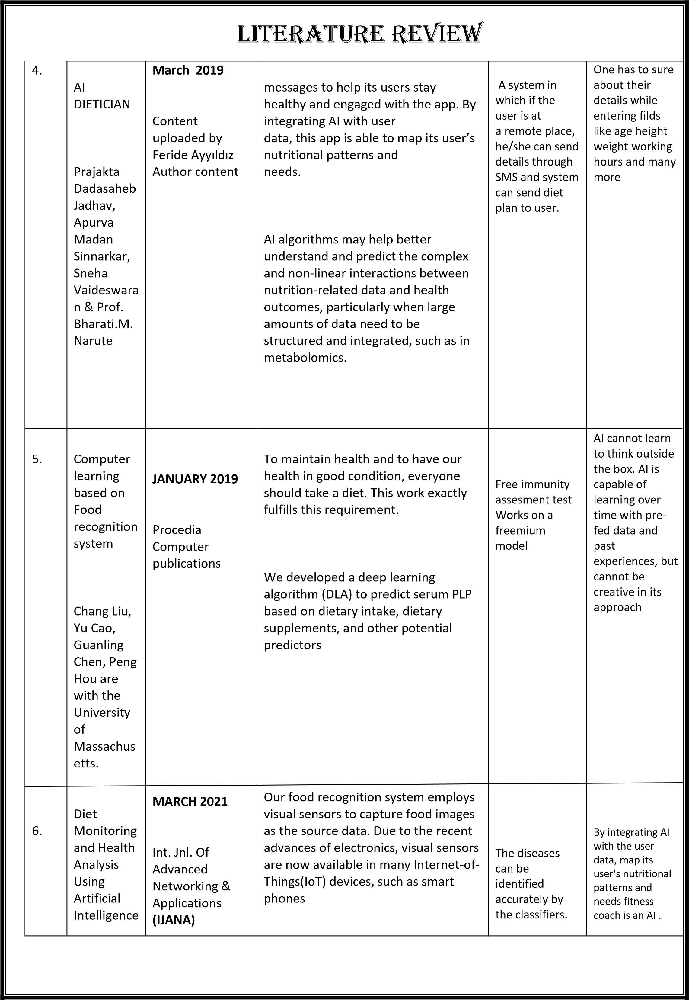 LITERATURE REVIEW
4.
AI
DIETICIAN
Prajakta
Dadasaheb
Jadhav,
Apurva
Madan
Sinnarkar,
Sneha
Vaideswara
n & Prof.
Bharati.M.
Narute
March  2019
Content
uploaded by
Feride Ayyıldız
Author content
messages to help its users stay
healthy and engaged with the app. By
integrating AI with user
data, this app is able to map its user’s
nutritional patterns and
needs.
AI algorithms may help better
understand and predict the complex
and non-linear interactions between
nutrition-related data and health
outcomes, particularly when large
amounts of data need to be
structured and integrated, such as in
metabolomics.
A system in
which if the
user is at
a remote place,
he/she can send
details through
SMS and system
can send diet
plan to user.
One has to sure
about their
details while
entering filds
like age height
weight working
hours and many
more
5.
Computer
learning
based on
Food
recognition
system
Chang Liu,
Yu Cao,
Guanling
Chen, Peng
Hou are
with the
University
of
Massachus
etts.
JANUARY 2019
Procedia
Computer
publications
To maintain health and to have our
health in good condition, everyone
should take a diet. This work exactly
fulfills this requirement.
We developed a deep learning
algorithm (DLA) to predict serum PLP
based on dietary intake, dietary
supplements, and other potential
predictors
Free immunity
assesment test
Works on a
freemium
model
AI cannot learn
to think outside
the box. AI is
capable of
learning over
time with pre-
fed data and
past
experiences, but
cannot be
creative in its
approach
6.
Diet
Monitoring
and Health
Analysis
Using
Artificial
Intelligence
MARCH 2021
Int. Jnl. Of
Advanced
Networking &
Applications
(IJANA)
Our food recognition system employs
visual sensors to capture food images
as the source data. Due to the recent
advances of electronics, visual sensors
are now available in many Internet-of-
Things(IoT) devices, such as smart
phones
The diseases
can be
identified
accurately by
the classifiers.
By integrating AI
with the user
data, map its
user's nutritional
patterns and
needs fitness
coach is an AI .